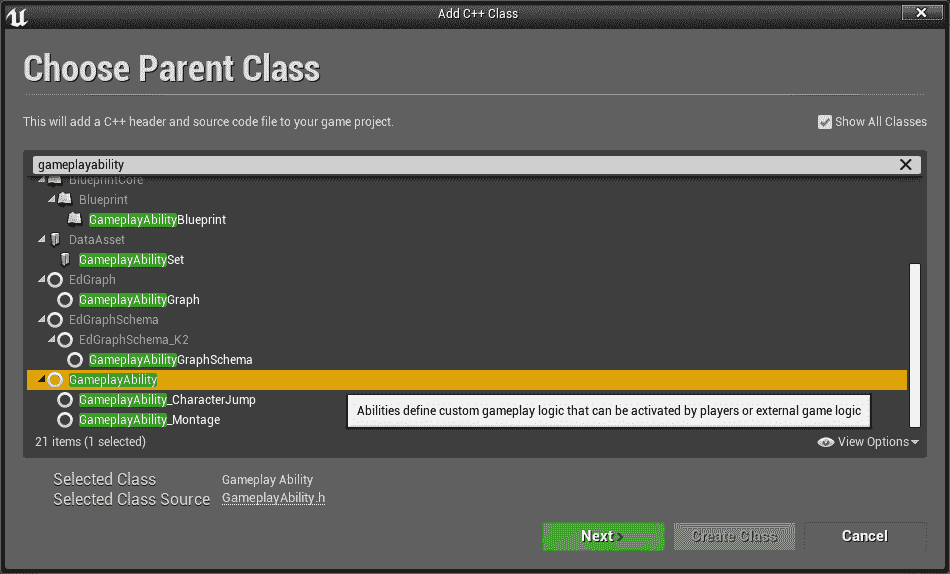 Add C++ Class
Choose Parent Class
This will add a C++ header and source code file to your game project.
Show All Classes
gameplayability
BlueprintCore
Blueprint
GameplayAbilityBlueprint
DataAsset
GameplayAbilitySet
EdGraph
GameplayAbilityGraph
EdGraphSchema
EdGraphSchema_K2
GameplayAbilityGraphSchema
GameplayAbility
GameplayAbility_CharacterJump
GameplayAbility_Montage
Abilities define custom gameplay logic that can be activated by players or external game logic
21 items (1 selected)
View Options
Selected Class Gameplay Ability
Selected Class Source GameplayAbility.h
Next
Create Class
Cancel